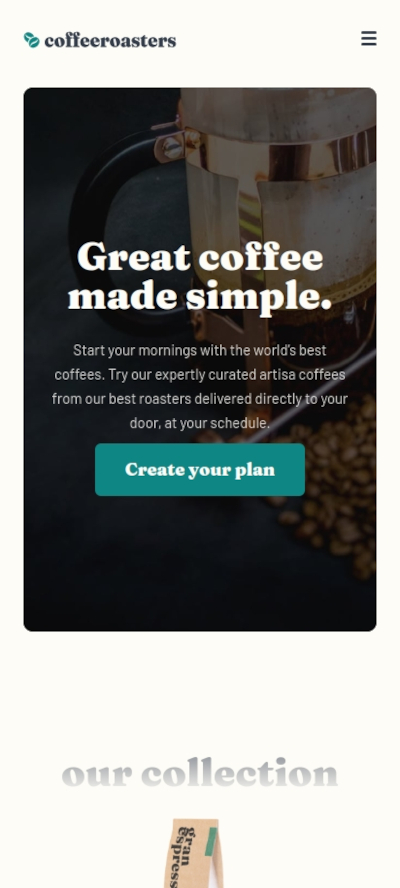 coffeeroasters
Great coffee
made simple.
Start your mornings with the world's best
coffees. Try our expertly curated artisa coffees
from our best roasters delivered directly to your
door, at your schedule.
Create your plan
our collection
gran
espress